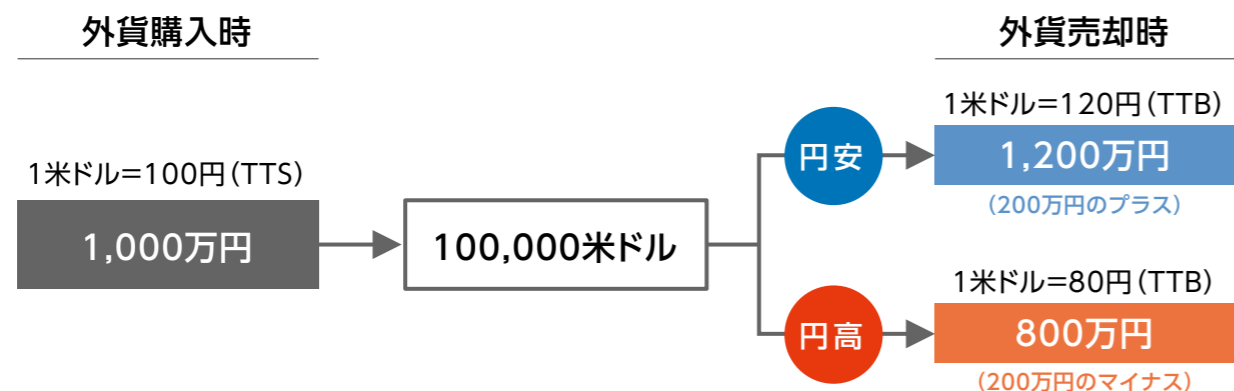 外貨購入時
1米ドル=100円(TTS)
1,000万円
100,000米ドル
円安
円高
外貨売却時
1米ドル=120円(TTB)
1,200万円
(200万円のプラス)
1米ドル=80円(TTB)
800万円
(200万円のマイナス)